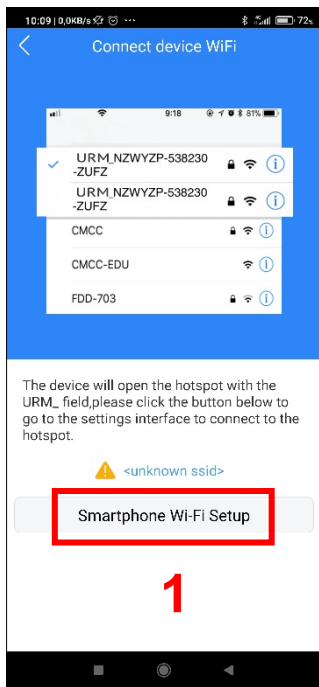 10:09 | 0,0KB/s ··· 72%
Connect device WiFi
9:18 81%
URM_NZWYZP-538230
-ZUFZ
URM_NZWYZP-538230
-ZUFZ
CMCC
CMCC-EDU
FDD-703
The device will open the hotspot with the
URM_ field,please click the button below to
go to the settings interface to connect to the
hotspot.
<unknown ssid>
Smartphone Wi-Fi Setup
1